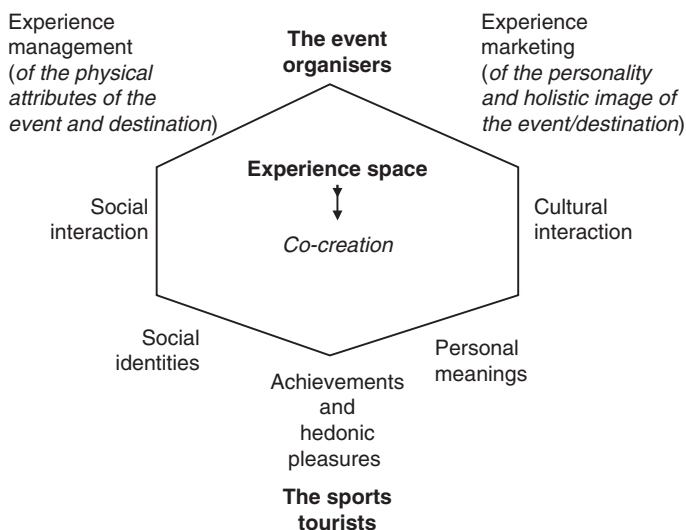 Experience
management
(of the physical
attributes of the
event and destination)
The event
organisers
Experience
marketing
(of the personality
and holistic image of
the event/destination)
Experience space
Co-creation
Social
interaction
Cultural
interaction
Social
identities
Personal
meanings
Achievements
and
hedonic
pleasures
The sports
tourists